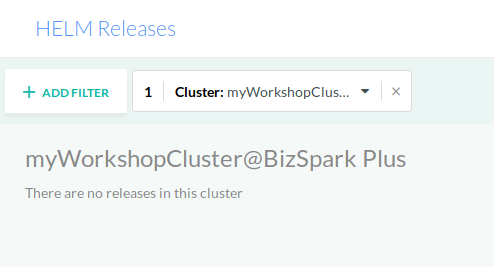 HELM Releases
ADD FILTER 1 Cluster: myWorkshopClus...
myWorkshopCluster@BizSpark Plus
There are no releases in this cluster